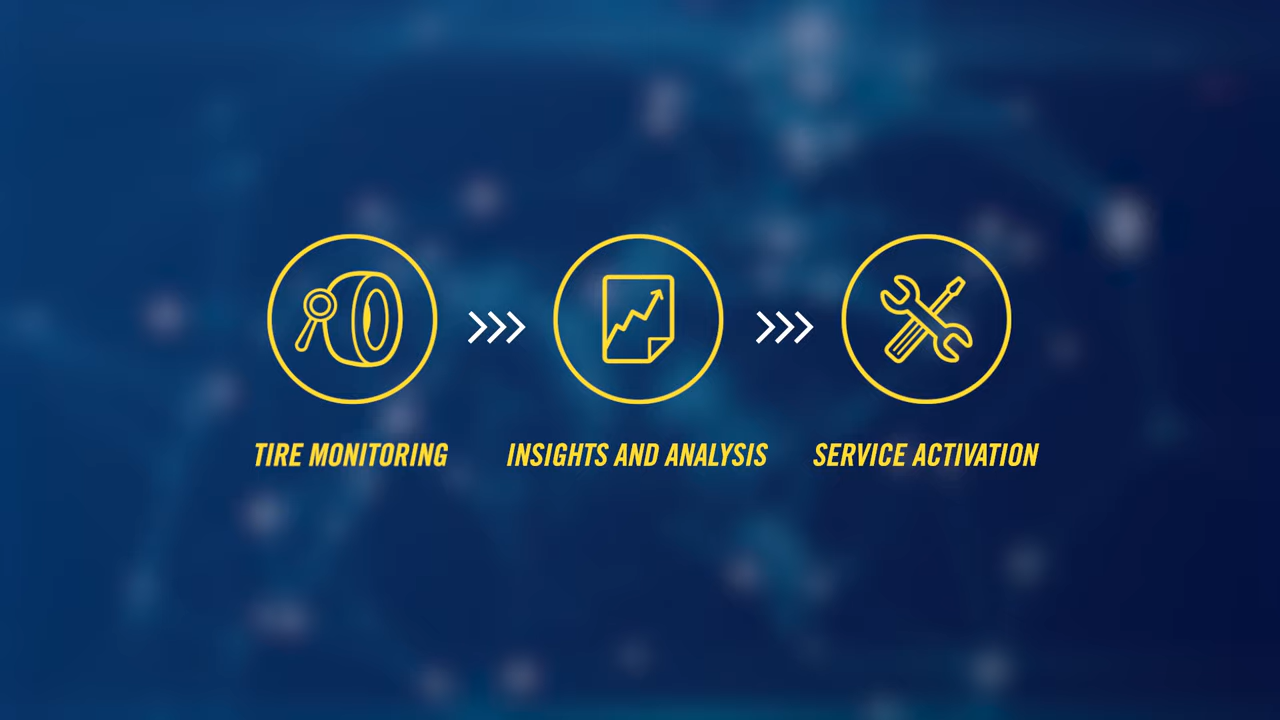 TIRE MONITORING
INSIGHTS AND ANALYSIS
SERVICE ACTIVATION